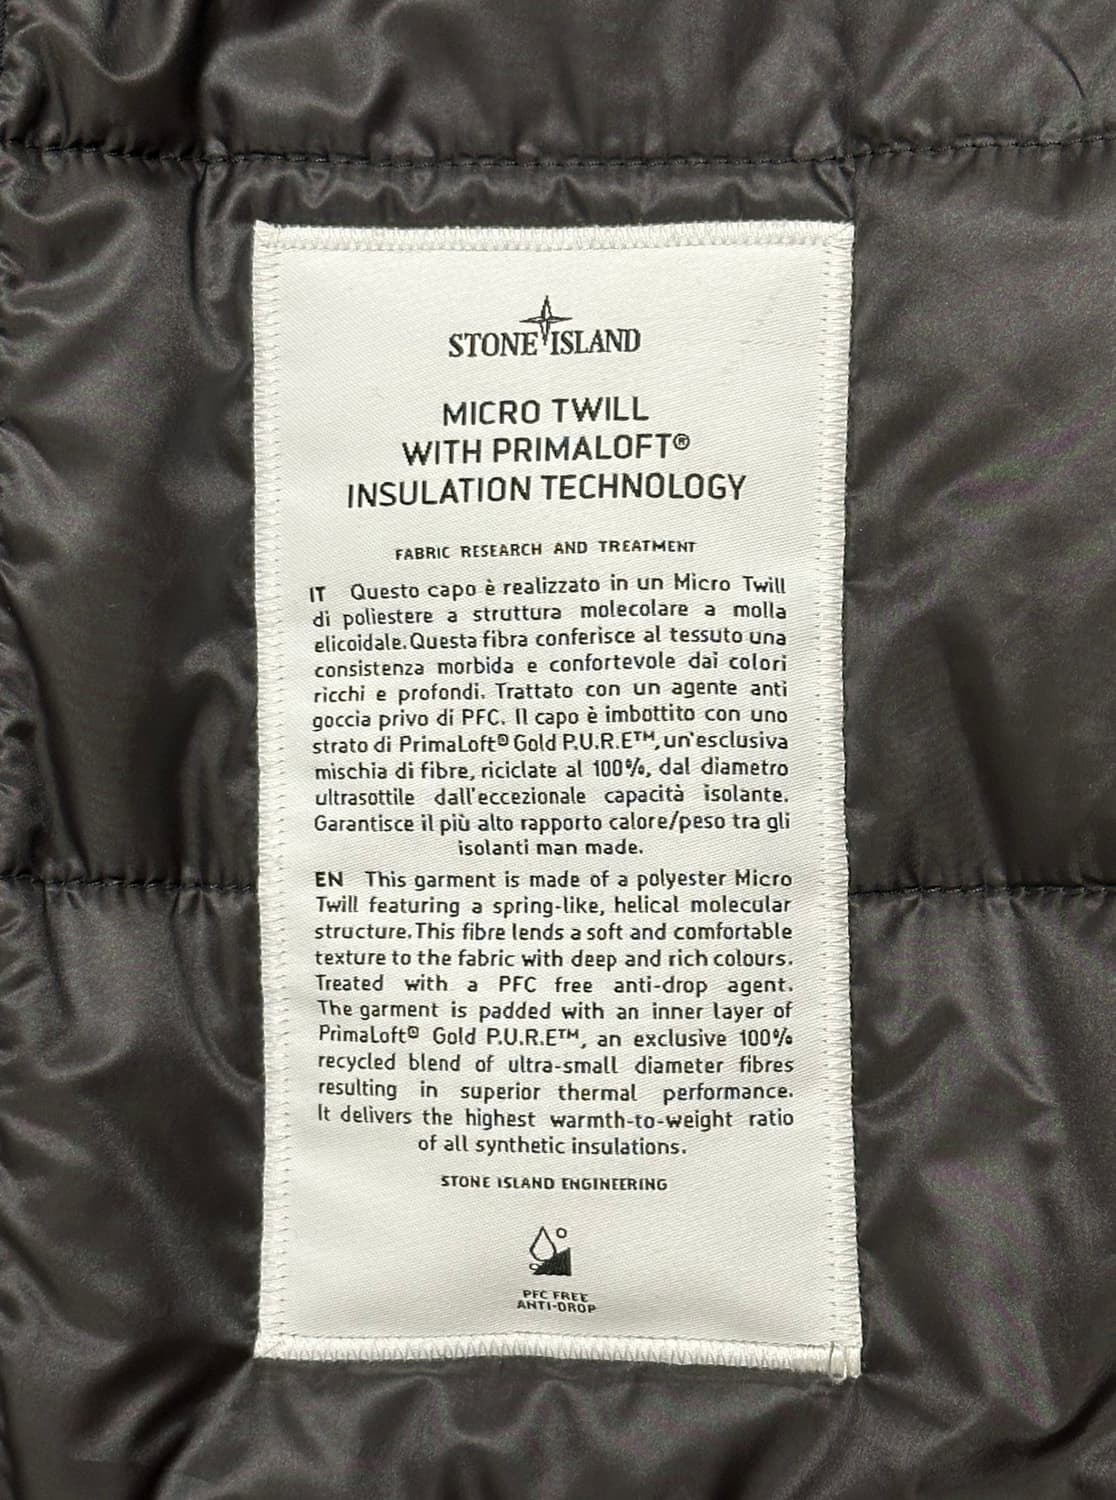 STONE ISLAND
MICRO TWILL
WITH PRIMALOFT®
INSULATION TECHNOLOGY
FABRIC RESEARCH AND TREATMENT
IT Questo capo è realizzato in un Micro Twill
di poliestere a struttura molecolare a molla
elicoidale. Questa fibra conferisce al tessuto una
consistenza morbida e confortevole dai colori
ricchi e profondi. Trattato con un agente anti
goccia privo di PFC. Il capo è imbottito con uno
strato di PrimaLoft® Gold P.U.R.E™, un'esclusiva
mischia di fibre, riciclate al 100%, dal diametro
ultrasottile dall'eccezionale capacità isolante.
Garantisce il più alto rapporto calore/peso tra gli
isolanti man made.
EN This garment is made of a polyester Micro
Twill featuring a spring-like, helical molecular
structure. This fibre lends a soft and comfortable
texture to the fabric with deep and rich colours.
Treated with a PFC free anti-drop agent.
The garment is padded with an inner layer of
PrimaLoft® Gold P.U.R.E™, an exclusive 100%
recycled blend of ultra-small diameter fibres
resulting in superior thermal performance.
It delivers the highest warmth-to-weight ratio
of all synthetic insulations.
STONE ISLAND ENGINEERING
PFC FREE
ANTI-DROP